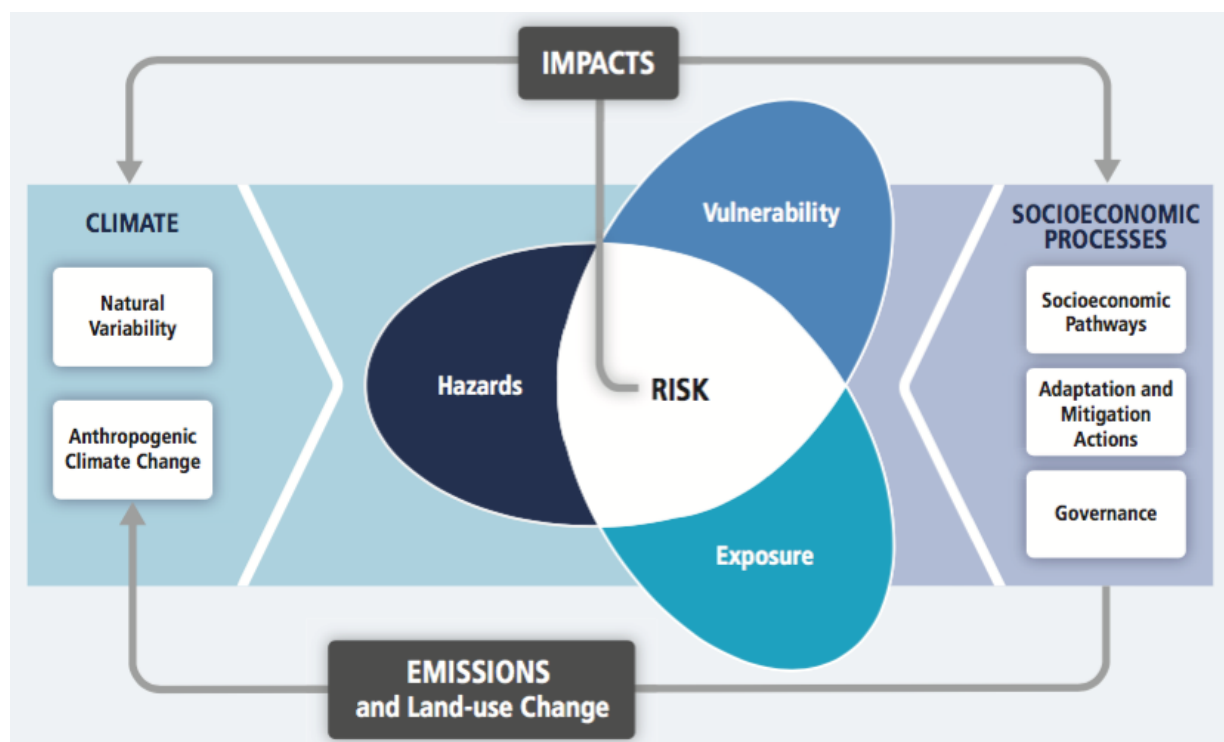 IMPACTS
CLIMATE
Natural
Variability
Anthropogenic
Climate Change
Vulnerability
Hazards
RISK
Exposure
SOCIOECONOMIC
PROCESSES
Socioeconomic
Pathways
Adaptation and
Mitigation
Actions
Governance
EMISSIONS
and Land-use Change